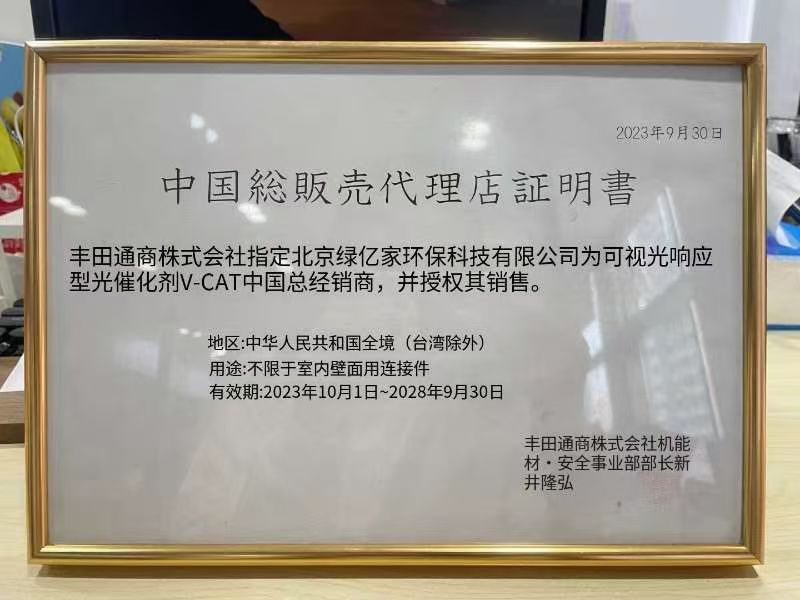 2023年9月30日
中国総販売代理店証明書
丰田通商株式会社指定北京绿亿家环保科技有限公司为可视光响应
型光催化剂V-CAT中国总经销商，并授权其销售。
地区:中华人民共和国全境（台湾除外）
用途:不限于室内壁面用连接件
有效期:2023年10月1日~2028年9月30日
丰田通商株式会社机能
材・安全事业部部长新
井隆弘